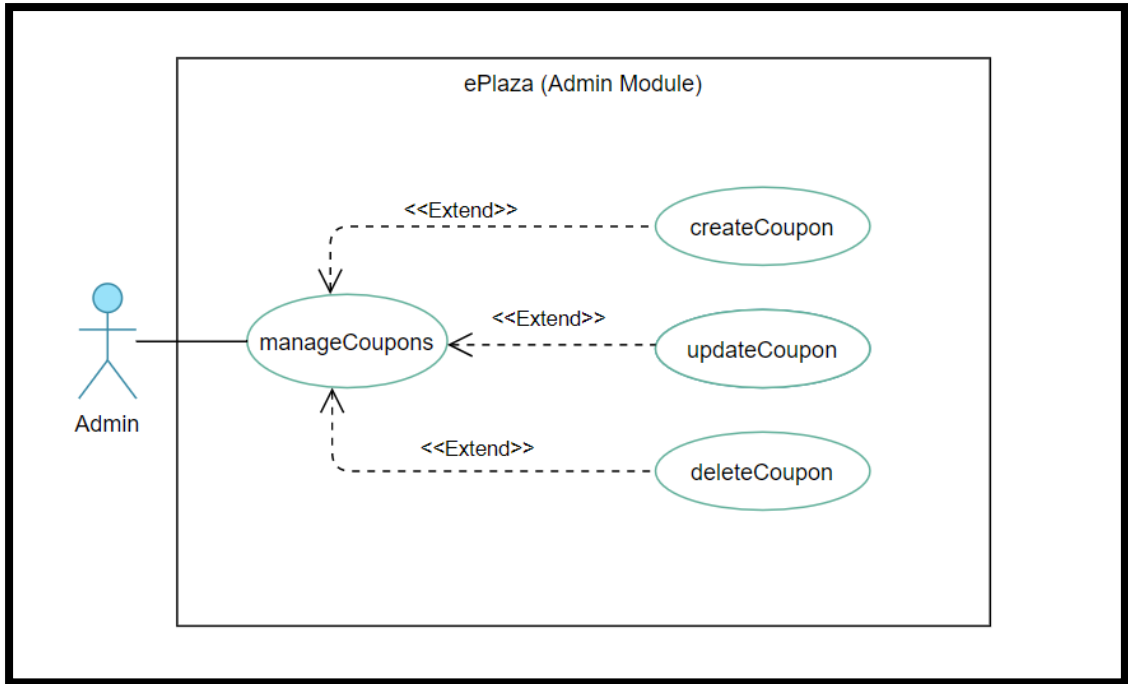 ePlaza (Admin Module)
<<Extend>>
createCoupon
<<Extend>>
manageCoupons
updateCoupon
Admin
<<Extend>>
deleteCoupon